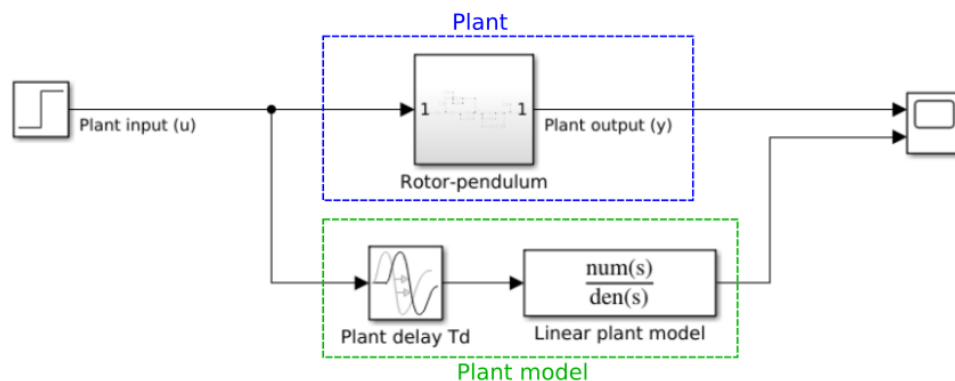 Plant
Plant input (u)
1
1
Plant output (y)
Rotor-pendulum
num(s)
den(s)
Plant delay Td
Linear plant model
Plant model